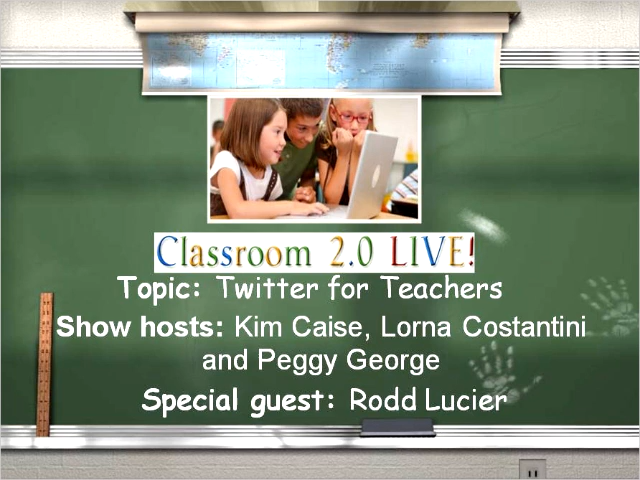 Classroom 2.0 LIVE!
Topic: Twitter for Teachers
Show hosts: Kim Caise, Lorna Costantini
and Peggy George
Special guest: Rodd Lucier